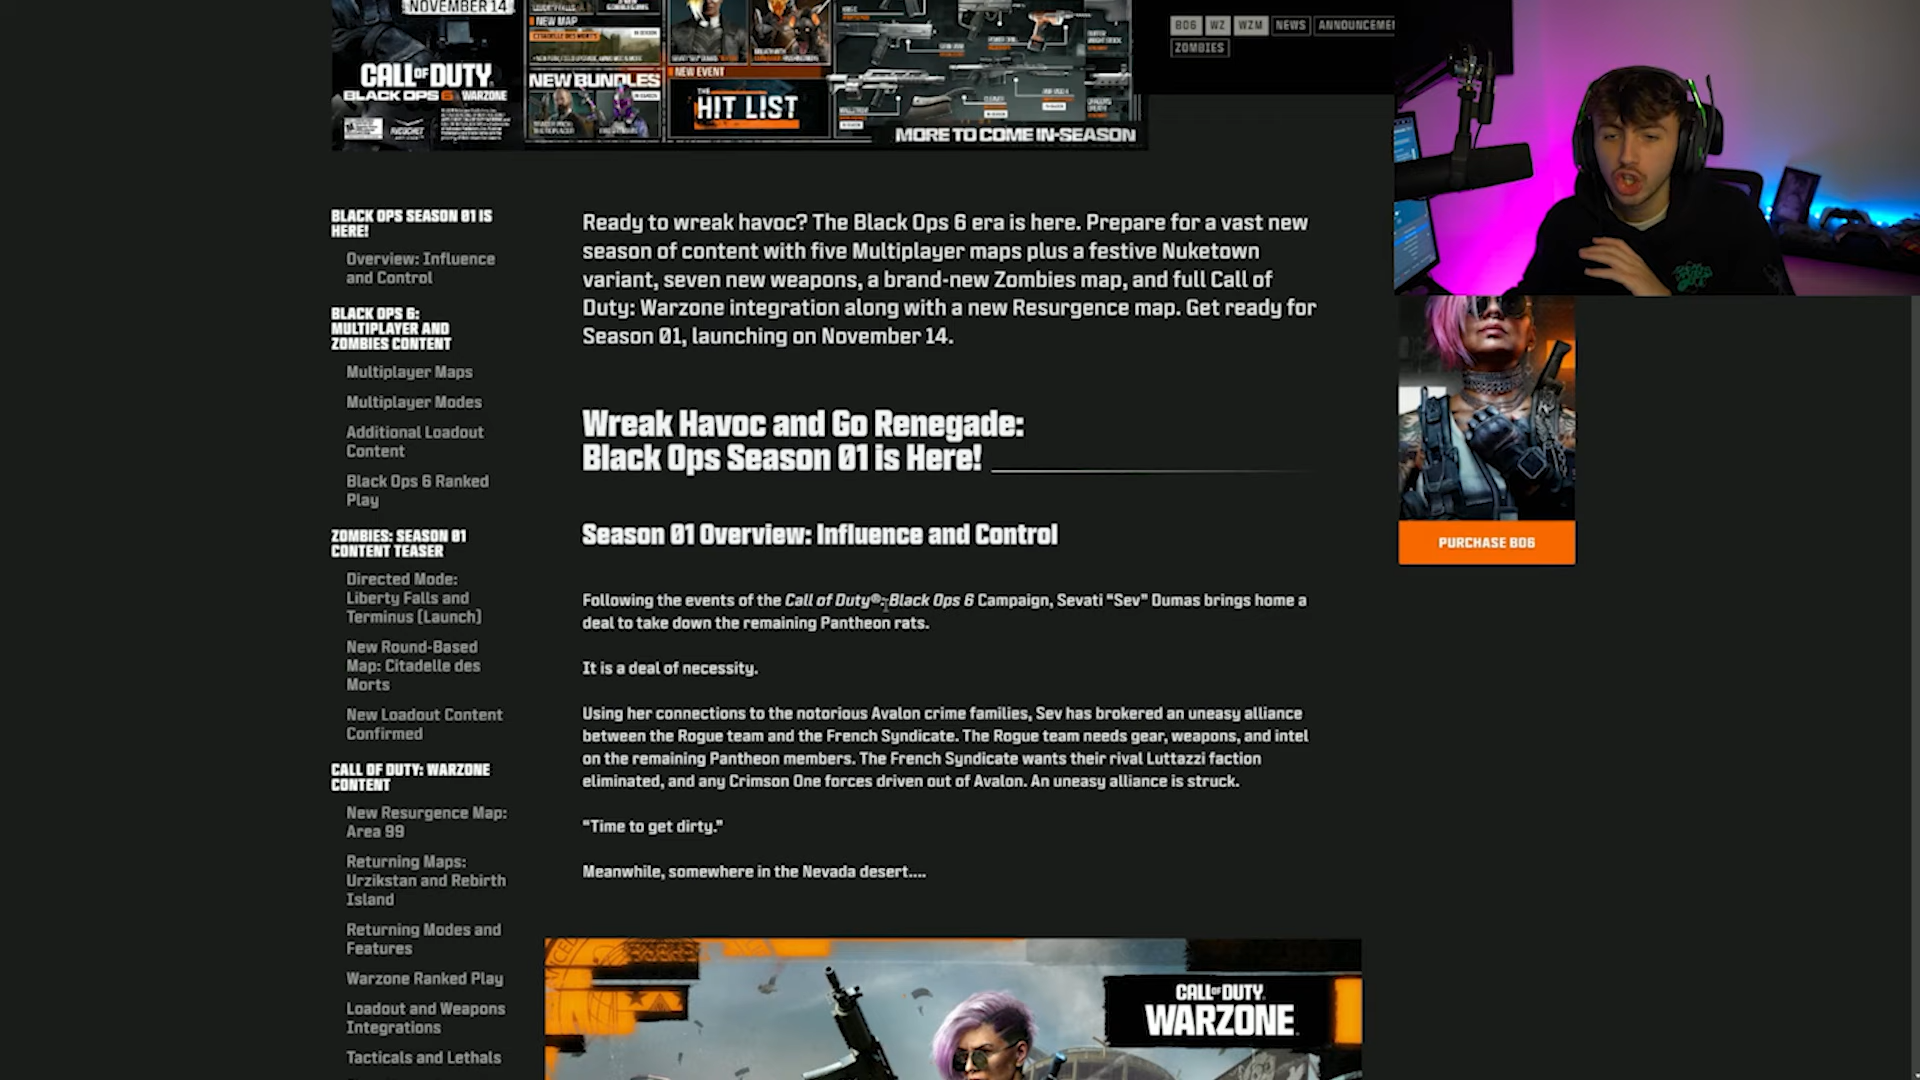 NOVEMBER 14
CALL OF DUTY
BLACK OPS 6 WARZONE
RICOCHET
NEW MAP
NEW BUNDLES
NEW EVENT
THE
HIT LIST
MORE TO COME IN-SEASON
BO6 WZ WZM NEWS ANNOUNCEME
ZOMBIES
BLACK OPS SEASON 01 IS
HERE!
Overview: Influence
and Control
BLACK OPS 6:
MULTIPLAYER AND
ZOMBIES CONTENT
Multiplayer Maps
Multiplayer Modes
Additional Loadout
Content
Black Ops 6 Ranked
Play
ZOMBIES: SEASON 01
CONTENT TEASER
Directed Mode:
Liberty Falls and
Terminus (Launch)
New Round-Based
Map: Citadelle des
Morts
New Loadout Content
Confirmed
CALL OF DUTY: WARZONE
CONTENT
New Resurgence Map:
Area 99
Returning Maps:
Urzikstan and Rebirth
Island
Returning Modes and
Features
Warzone Ranked Play
Loadout and Weapons
Integrations
Tacticals and Lethals
Ready to wreak havoc? The Black Ops 6 era is here. Prepare for a vast new
season of content with five Multiplayer maps plus a festive Nuketown
variant, seven new weapons, a brand-new Zombies map, and full Call of
Duty: Warzone integration along with a new Resurgence map. Get ready for
Season 01, launching on November 14.
Wreak Havoc and Go Renegade:
Black Ops Season 01 is Here!
Season 01 Overview: Influence and Control
Following the events of the Call of Duty®: Black Ops 6 Campaign, Sevati "Sev" Dumas brings home a
deal to take down the remaining Pantheon rats.
It is a deal of necessity.
Using her connections to the notorious Avalon crime families, Sev has brokered an uneasy alliance
between the Rogue team and the French Syndicate. The Rogue team needs gear, weapons, and intel
on the remaining Pantheon members. The French Syndicate wants their rival Luttazzi faction
eliminated, and any Crimson One forces driven out of Avalon. An uneasy alliance is struck.
"Time to get dirty."
Meanwhile, somewhere in the Nevada desert....
PURCHASE BO6
CALL OF DUTY
WARZONE